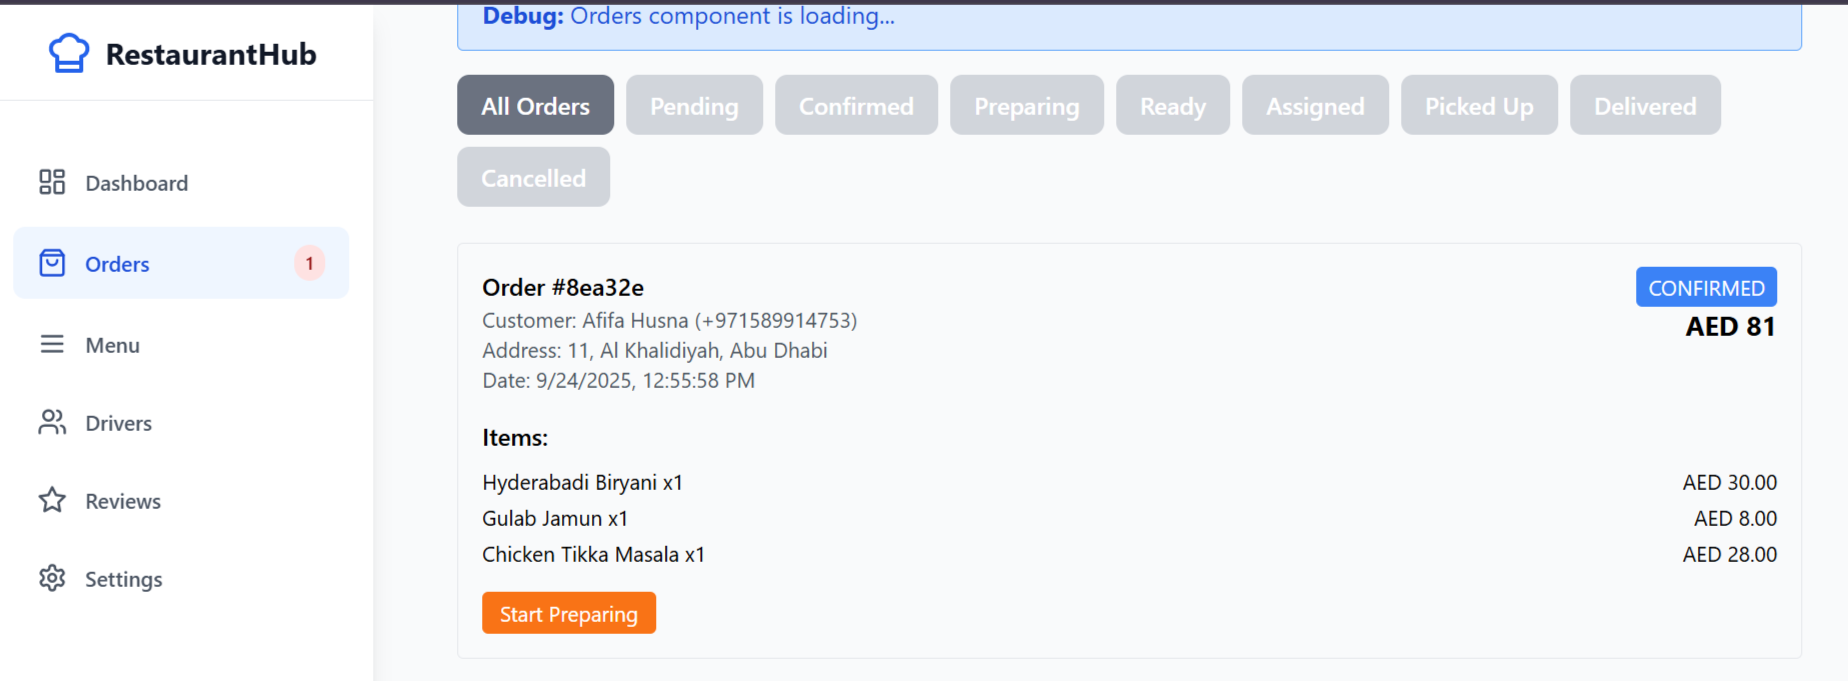 Debug: Orders component is loading...
RestaurantHub
All Orders
Pending
Confirmed
Preparing
Ready
Assigned
Picked Up
Delivered
Cancelled
Dashboard
Orders 1
Menu
Drivers
Reviews
Settings
Order #8ea32e
CONFIRMED
Customer: Afifa Husna (+971589914753)
AED 81
Address: 11, Al Khalidiyah, Abu Dhabi
Date: 9/24/2025, 12:55:58 PM
Items:
Hyderabadi Biryani x1 AED 30.00
Gulab Jamun x1 AED 8.00
Chicken Tikka Masala x1 AED 28.00
Start Preparing